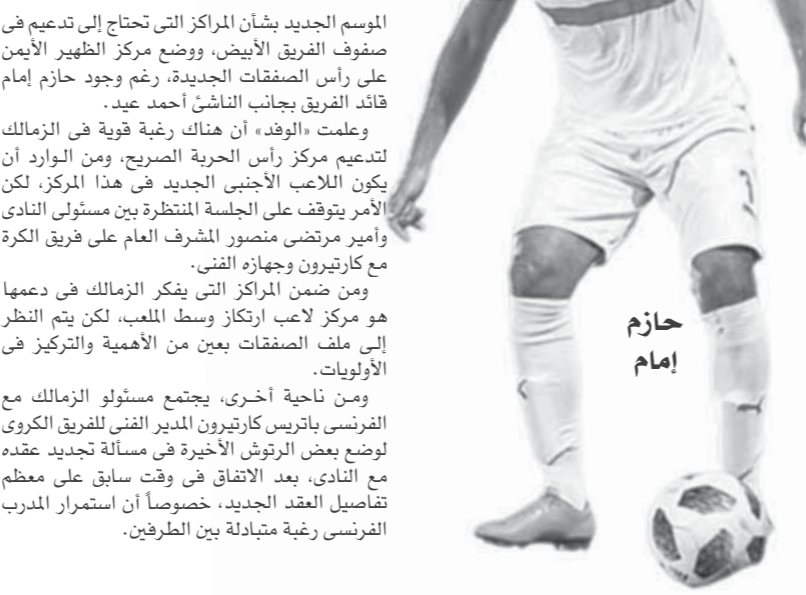 الموسم الجديد بشأن المراكز التى تحتاج إلى تدعيم فى
صفوف الفريق الأبيض، ووضع مركز الظهير الأيمن
على رأس الصفقات الجديدة، رغم وجود حازم إمام
قائد الفريق بجانب الناشئ أحمد عيد.
وعلمت «الوفد» أن هناك رغبة قوية فى الزمالك
لتدعيم مركز رأس الحربة الصريح، ومن الوارد أن
يكون اللاعب الأجنبى الجديد فى هذا المركز، لكن
الأمر يتوقف على الجلسة المنتظرة بين مسئولى النادى
وأمير مرتضى منصور المشرف العام على فريق الكرة
مع كارتيرون وجهازه الفنى.
ومن ضمن المراكز التى يفكر الزمالك فى دعمها
هو مركز لاعب ارتكاز وسط الملعب، لكن يتم النظر
إلى ملف الصفقات بعين من الأهمية والتركيز فى
الأولويات.
ومن ناحية أخرى، يجتمع مسئولو الزمالك مع
الفرنسى باتريس كارتيرون المدير الفنى للفريق الكروى
لوضع بعض الرتوش الأخيرة فى مسألة تجديد عقده
مع النادى، بعد الاتفاق فى وقت سابق على معظم
تفاصيل العقد الجديد، خصوصاً أن استمرار المدرب
الفرنسى رغبة متبادلة بين الطرفين.
حازم
إمام